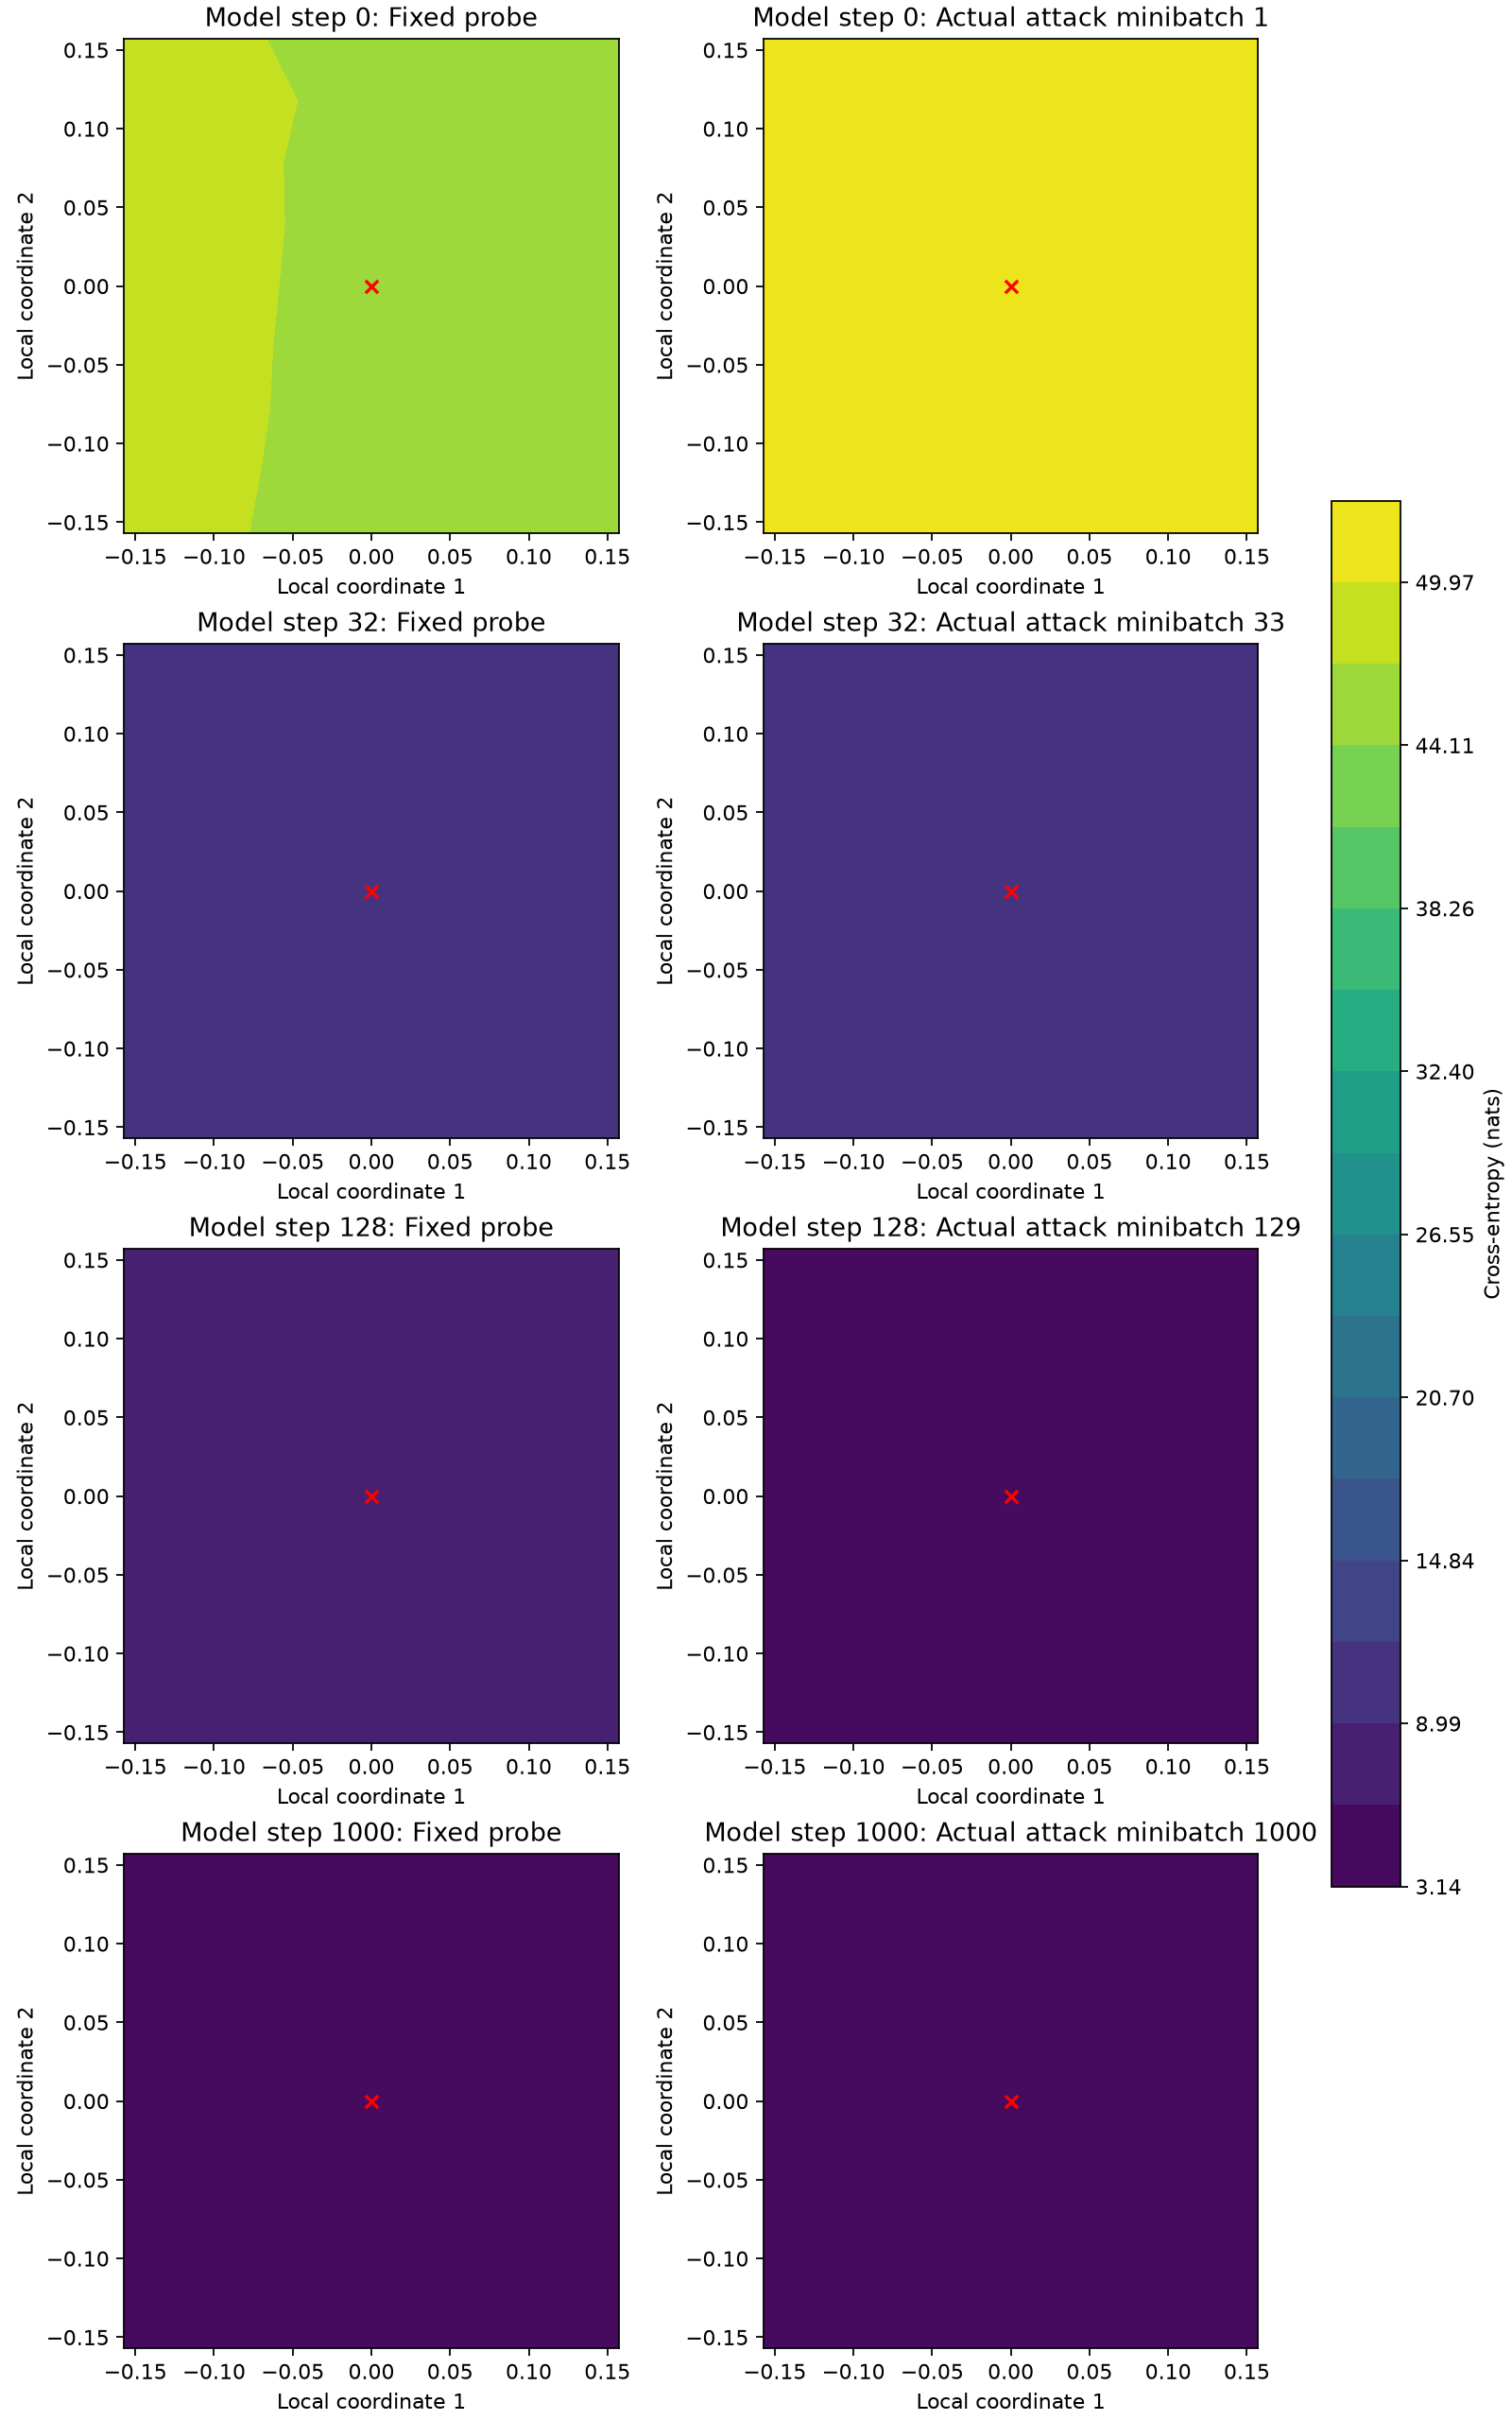 Model step 0: Fixed probe
0.15
0.10
0.05
0.00
−0.05
−0.10
−0.15
Local coordinate 2
−0.15 −0.10 −0.05 0.00 0.05 0.10 0.15
Local coordinate 1
Model step 0: Actual attack minibatch 1
0.15
0.10
0.05
0.00
−0.05
−0.10
−0.15
Local coordinate 2
−0.15 −0.10 −0.05 0.00 0.05 0.10 0.15
Local coordinate 1
Model step 32: Fixed probe
0.15
0.10
0.05
0.00
−0.05
−0.10
−0.15
Local coordinate 2
−0.15 −0.10 −0.05 0.00 0.05 0.10 0.15
Local coordinate 1
Model step 32: Actual attack minibatch 33
0.15
0.10
0.05
0.00
−0.05
−0.10
−0.15
Local coordinate 2
−0.15 −0.10 −0.05 0.00 0.05 0.10 0.15
Local coordinate 1
Model step 128: Fixed probe
0.15
0.10
0.05
0.00
−0.05
−0.10
−0.15
Local coordinate 2
−0.15 −0.10 −0.05 0.00 0.05 0.10 0.15
Local coordinate 1
Model step 128: Actual attack minibatch 129
0.15
0.10
0.05
0.00
−0.05
−0.10
−0.15
Local coordinate 2
−0.15 −0.10 −0.05 0.00 0.05 0.10 0.15
Local coordinate 1
Model step 1000: Fixed probe
0.15
0.10
0.05
0.00
−0.05
−0.10
−0.15
Local coordinate 2
−0.15 −0.10 −0.05 0.00 0.05 0.10 0.15
Local coordinate 1
Model step 1000: Actual attack minibatch 1000
0.15
0.10
0.05
0.00
−0.05
−0.10
−0.15
Local coordinate 2
−0.15 −0.10 −0.05 0.00 0.05 0.10 0.15
Local coordinate 1
49.97
44.11
38.26
32.40
26.55
20.70
14.84
8.99
3.14
Cross-entropy (nats)